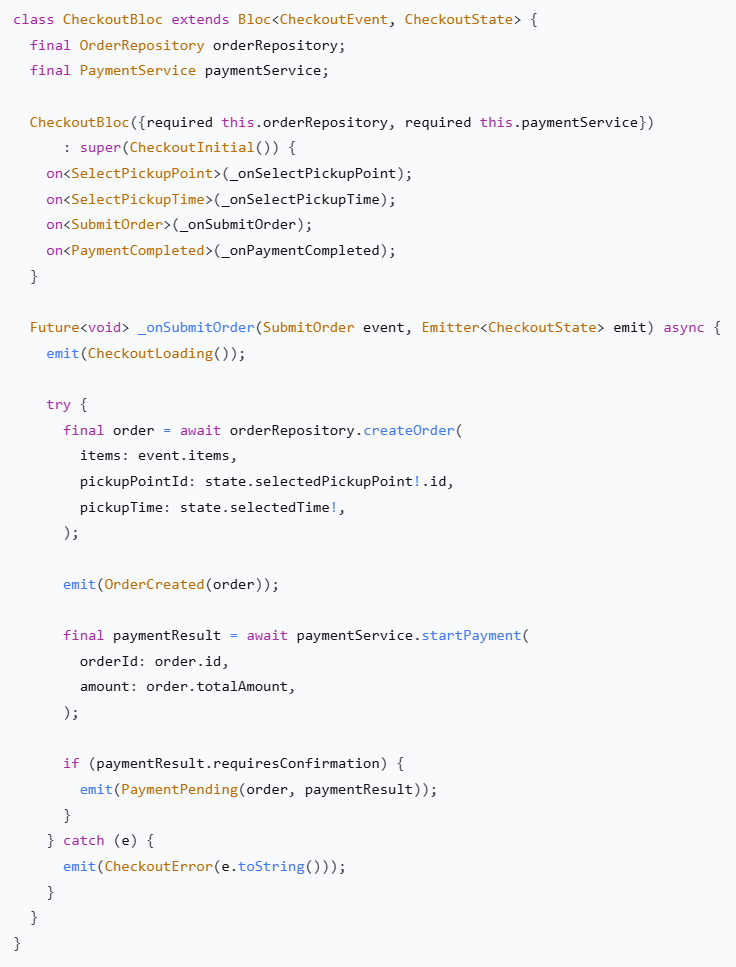 class CheckoutBloc extends Bloc<CheckoutEvent, CheckoutState> {
  final OrderRepository orderRepository;
  final PaymentService paymentService;

  CheckoutBloc({required this.orderRepository, required this.paymentService})
      : super(CheckoutInitial()) {
    on<SelectPickupPoint>(_onSelectPickupPoint);
    on<SelectPickupTime>(_onSelectPickupTime);
    on<SubmitOrder>(_onSubmitOrder);
    on<PaymentCompleted>(_onPaymentCompleted);
  }

  Future<void> _onSubmitOrder(SubmitOrder event, Emitter<CheckoutState> emit) async {
    emit(CheckoutLoading());

    try {
      final order = await orderRepository.createOrder(
        items: event.items,
        pickupPointId: state.selectedPickupPoint!.id,
        pickupTime: state.selectedTime!,
      );

      emit(OrderCreated(order));

      final paymentResult = await paymentService.startPayment(
        orderId: order.id,
        amount: order.totalAmount,
      );

      if (paymentResult.requiresConfirmation) {
        emit(PaymentPending(order, paymentResult));
      }
    } catch (e) {
      emit(CheckoutError(e.toString()));
    }
  }
}